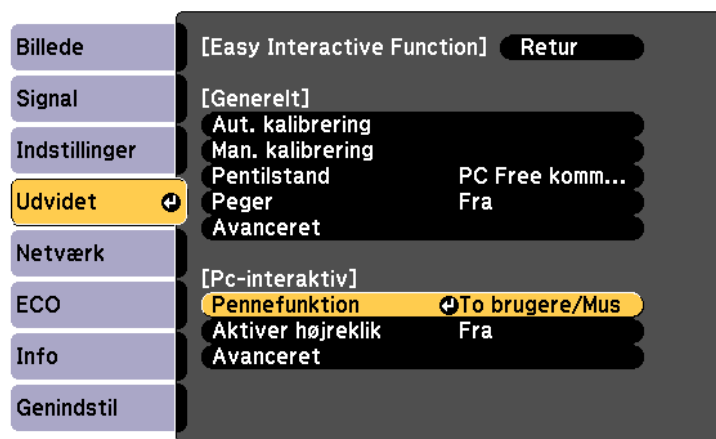 Billede
Signal
Indstillinger
Udvidet
Netværk
ECO
Info
Genindstil
[Easy Interactive Function] Retur
[Generelt]
Aut. kalibrering
Man. kalibrering
Pentilstand PC Free komm...
Peger Fra
Avanceret
[Pc-interaktiv]
Pennefunktion To brugere/Mus
Aktiver højreklik Fra
Avanceret